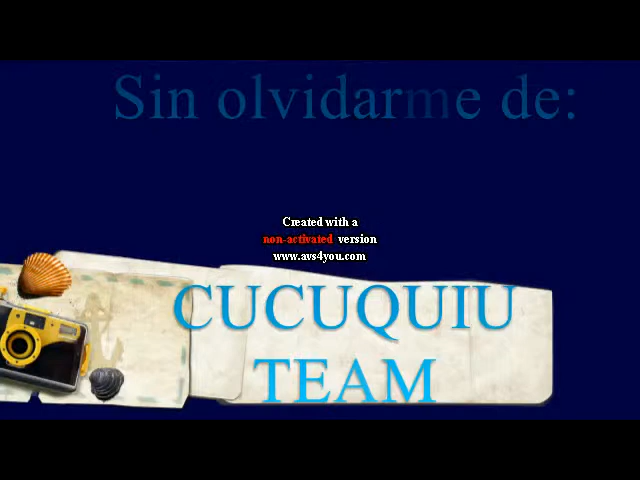 Sin olvidarme de:
Created with a
non-activated version
www.avs4you.com
CUCUQUIU
TEAM